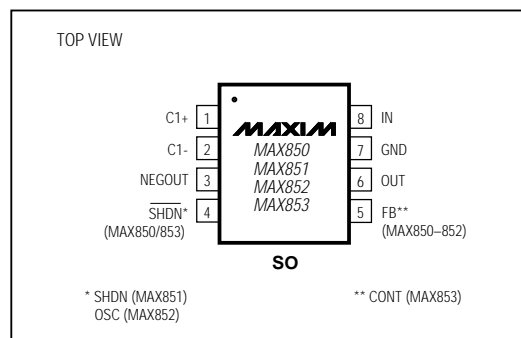 TOP VIEW
C1+ 1
C1- 2
NEGOUT 3
SHDN* 4
(MAX850/853)
MAXIM
MAX850
MAX851
MAX852
MAX853
8 IN
7 GND
6 OUT
5 FB**
(MAX850–852)
SO
* SHDN (MAX851)
OSC (MAX852)
** CONT (MAX853)